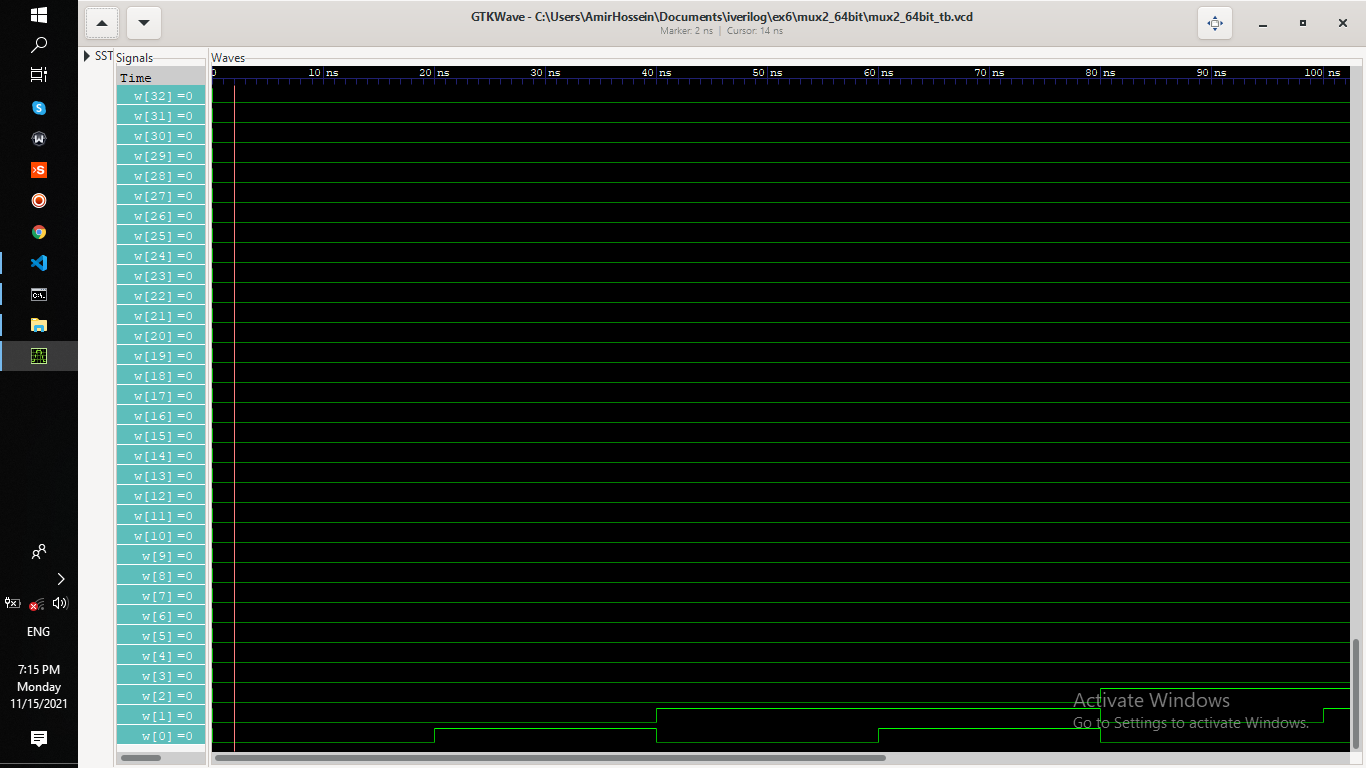 GTKWave - C:\Users\AmirHossein\Documents\iverilog\ex6\mux2_64bit\mux2_64bit_tb.vcd
Marker: 2 ns | Cursor: 14 ns
SST
Signals
Waves
Time
0 10 ns 20 ns 30 ns 40 ns 50 ns 60 ns 70 ns 80 ns 90 ns 100 ns
w[32] =0
w[31] =0
w[30] =0
w[29] =0
w[28] =0
w[27] =0
w[26] =0
w[25] =0
w[24] =0
w[23] =0
w[22] =0
w[21] =0
w[20] =0
w[19] =0
w[18] =0
w[17] =0
w[16] =0
w[15] =0
w[14] =0
w[13] =0
w[12] =0
w[11] =0
w[10] =0
w[9] =0
w[8] =0
w[7] =0
w[6] =0
w[5] =0
w[4] =0
w[3] =0
w[2] =0
w[1] =0
w[0] =0
Activate Windows
Go to Settings to activate Windows.
ENG
7:15 PM
Monday
11/15/2021